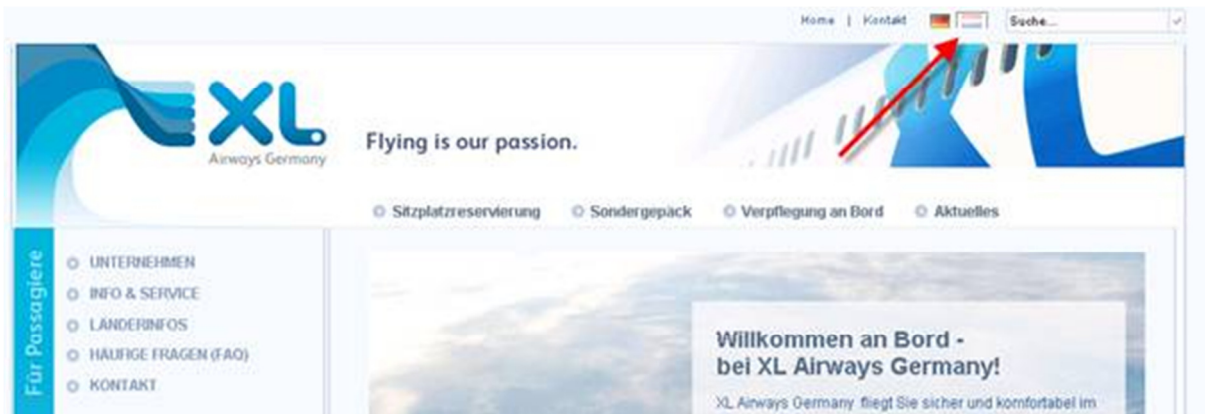 Home | Kontakt Suche...
XL
Airways Germany
Flying is our passion.
Sitzplatzreservierung Sondergepäck Verpflegung an Bord Aktuelles
Für Passagiere
UNTERNEHMEN
INFO & SERVICE
LÄNDERINFOS
HÄUFIGE FRAGEN (FAQ)
KONTAKT
Willkommen an Bord -
bei XL Airways Germany!
XL Airways Germany fliegt Sie sicher und komfortabel im